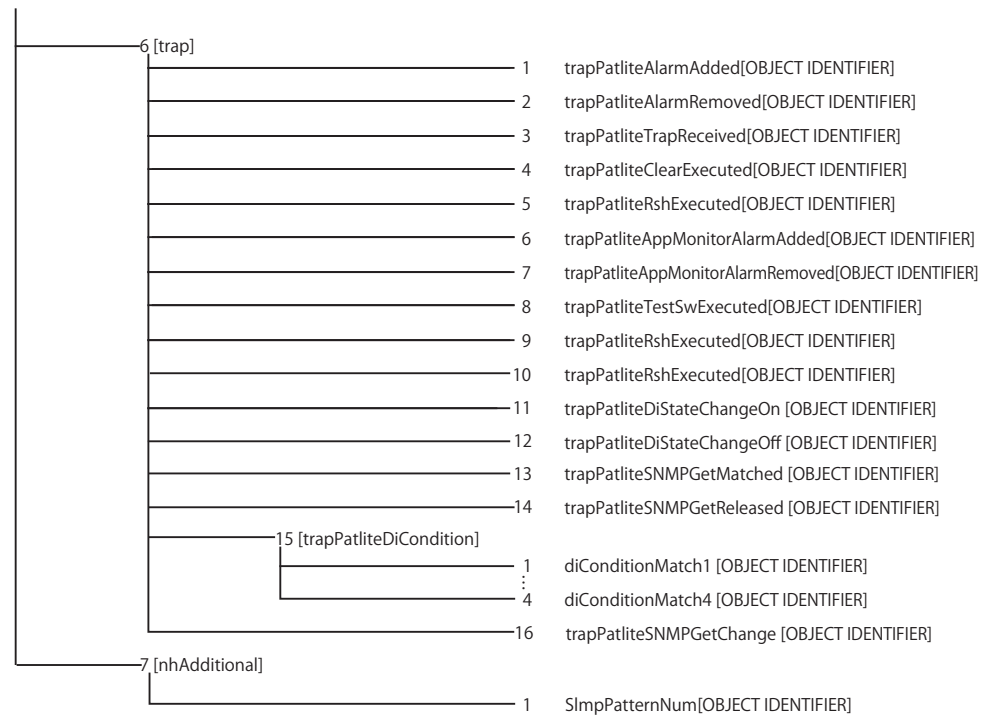 6 [trap]
1 trapPatliteAlarmAdded[OBJECT IDENTIFIER]
2 trapPatliteAlarmRemoved[OBJECT IDENTIFIER]
3 trapPatliteTrapReceived[OBJECT IDENTIFIER]
4 trapPatliteClearExecuted[OBJECT IDENTIFIER]
5 trapPatliteRshExecuted[OBJECT IDENTIFIER]
6 trapPatliteAppMonitorAlarmAdded[OBJECT IDENTIFIER]
7 trapPatliteAppMonitorAlarmRemoved[OBJECT IDENTIFIER]
8 trapPatliteTestSwExecuted[OBJECT IDENTIFIER]
9 trapPatliteRshExecuted[OBJECT IDENTIFIER]
10 trapPatliteRshExecuted[OBJECT IDENTIFIER]
11 trapPatliteDiStateChangeOn [OBJECT IDENTIFIER]
12 trapPatliteDiStateChangeOff [OBJECT IDENTIFIER]
13 trapPatliteSNMPGetMatched [OBJECT IDENTIFIER]
14 trapPatliteSNMPGetReleased [OBJECT IDENTIFIER]
15 [trapPatliteDiCondition]
1 diConditionMatch1 [OBJECT IDENTIFIER]
⋮
4 diConditionMatch4 [OBJECT IDENTIFIER]
16 trapPatliteSNMPGetChange [OBJECT IDENTIFIER]
7 [nhAdditional]
1 SlmpPatternNum[OBJECT IDENTIFIER]